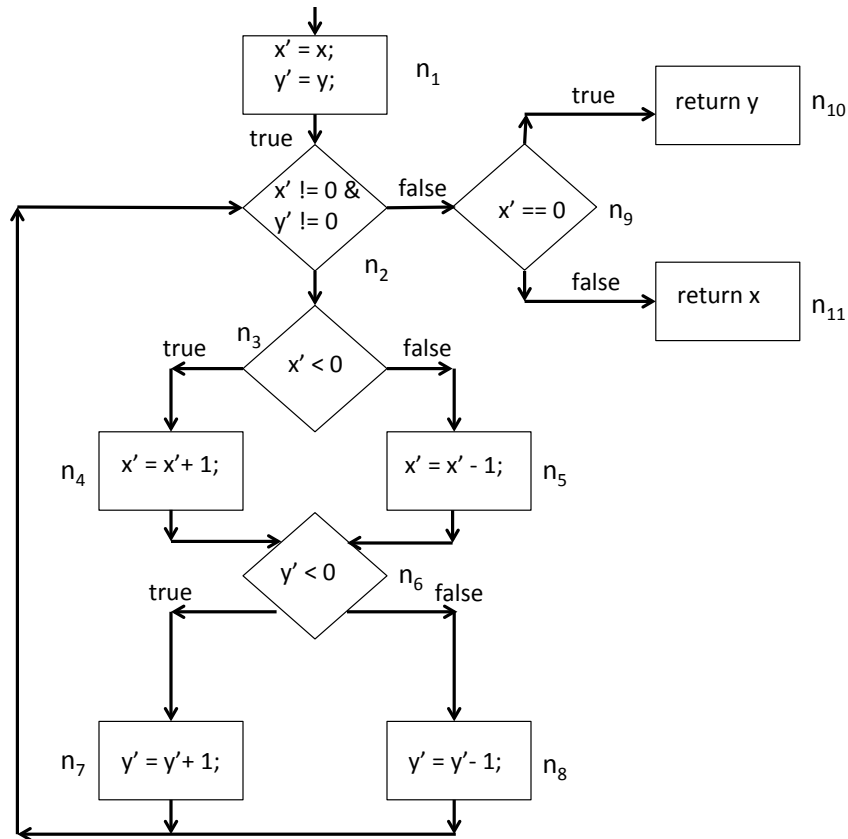 x’ = x;
y’ = y;
n1
true
x’ != 0 &
y’ != 0
n2
false
x’ == 0
n9
true
return y
n10
false
return x
n11
n3
x’ < 0
true
false
n4
x’ = x’+ 1;
x’ = x’ - 1;
n5
y’ < 0
n6
true
false
n7
y’ = y’+ 1;
y’ = y’- 1;
n8